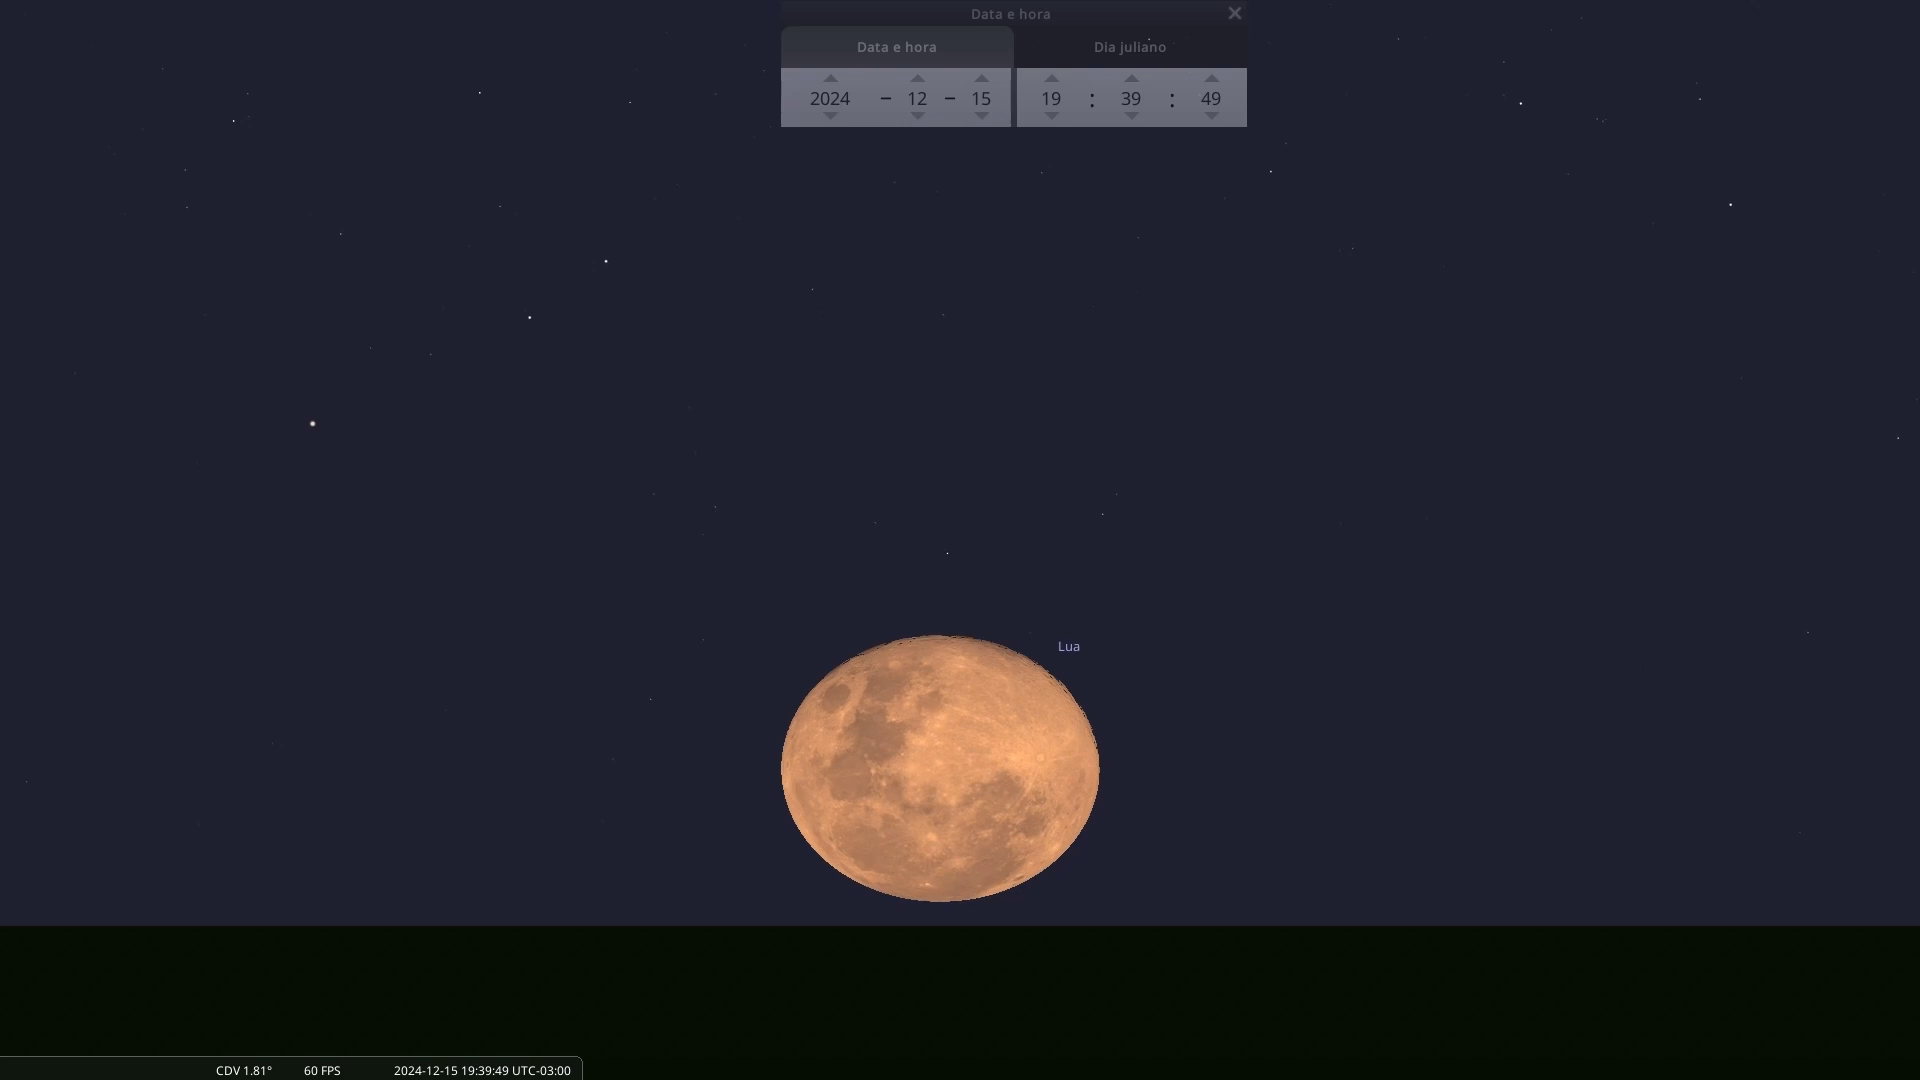 Data e hora
Data e hora Dia juliano
2024 – 12 – 15 19 : 39 : 49
Lua
CDV 1.81° 60 FPS 2024-12-15 19:39:49 UTC-03:00